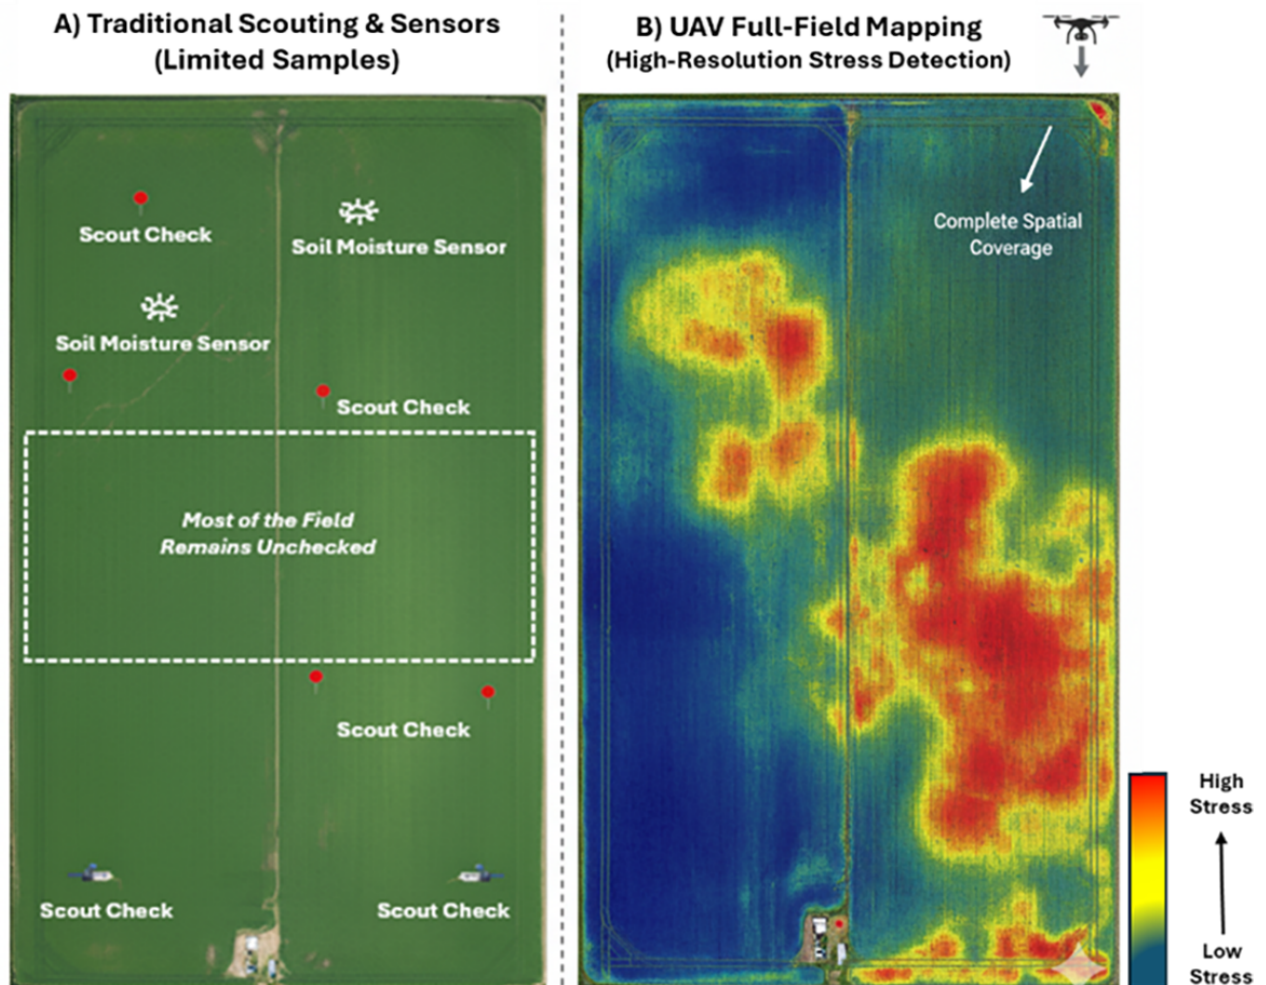 A) Traditional Scouting & Sensors
(Limited Samples)
Scout Check
Soil Moisture Sensor
Soil Moisture Sensor
Scout Check
Most of the Field
Remains Unchecked
Scout Check
Scout Check
Scout Check
B) UAV Full-Field Mapping
(High-Resolution Stress Detection)
Complete Spatial
Coverage
High
Stress
Low
Stress